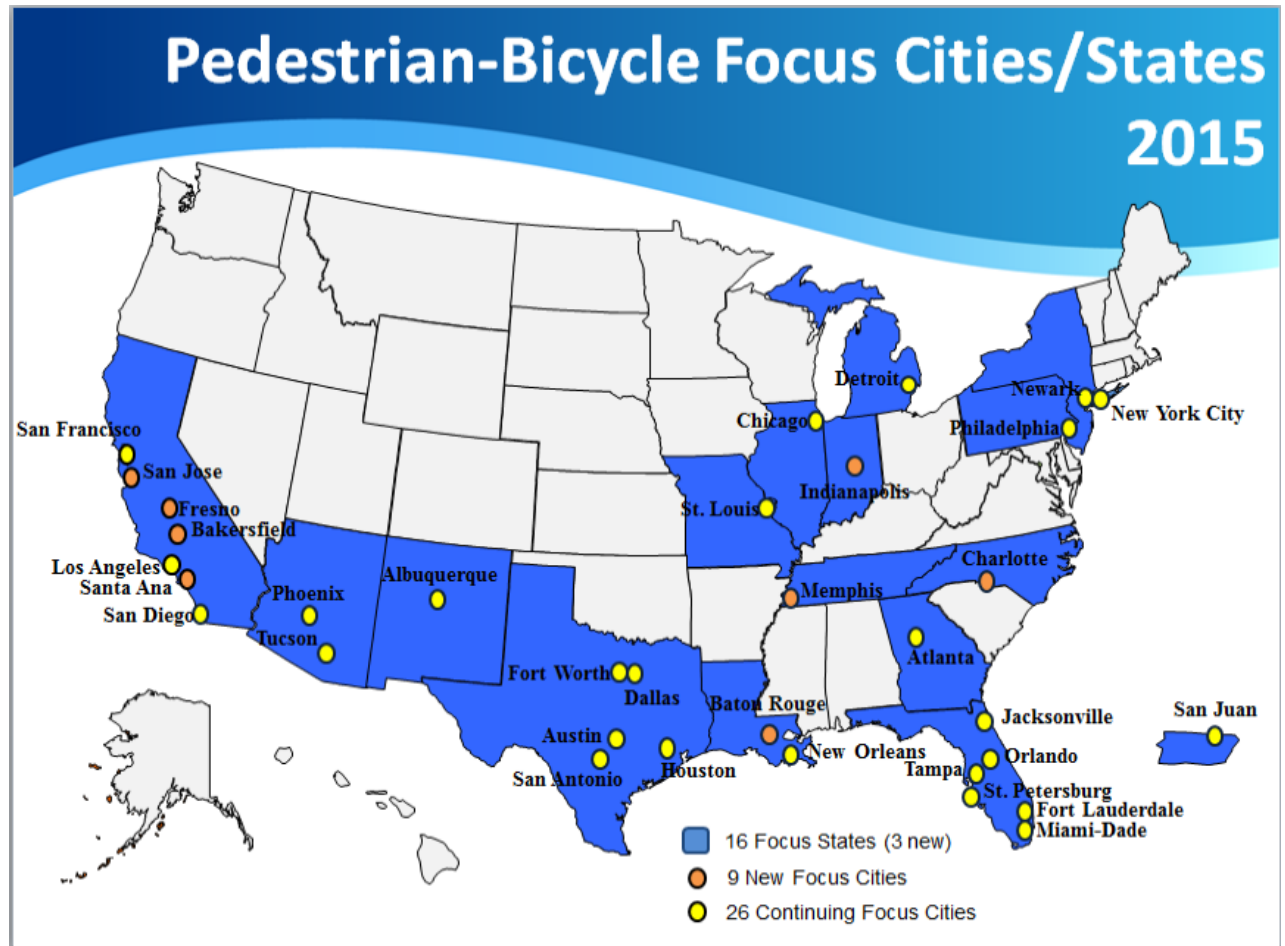 Pedestrian-Bicycle Focus Cities/States
2015
Detroit
Newark
New York City
Chicago
Philadelphia
San Francisco
San Jose
Indianapolis
Fresno
St. Louis
Bakersfield
Charlotte
Los Angeles
Albuquerque
Santa Ana
Phoenix
Memphis
San Diego
Tucson
Atlanta
Fort Worth
Dallas
Baton Rouge
San Juan
Jacksonville
Austin
New Orleans
Orlando
Houston
Tampa
San Antonio
St. Petersburg
Fort Lauderdale
Miami-Dade
16 Focus States (3 new)
9 New Focus Cities
26 Continuing Focus Cities